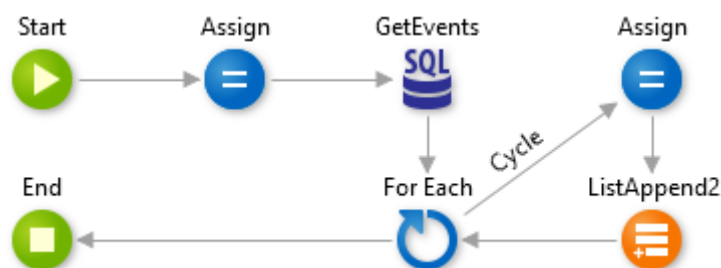 Start
Assign
GetEvents
Assign
SQL
Cycle
End
For Each
ListAppend2